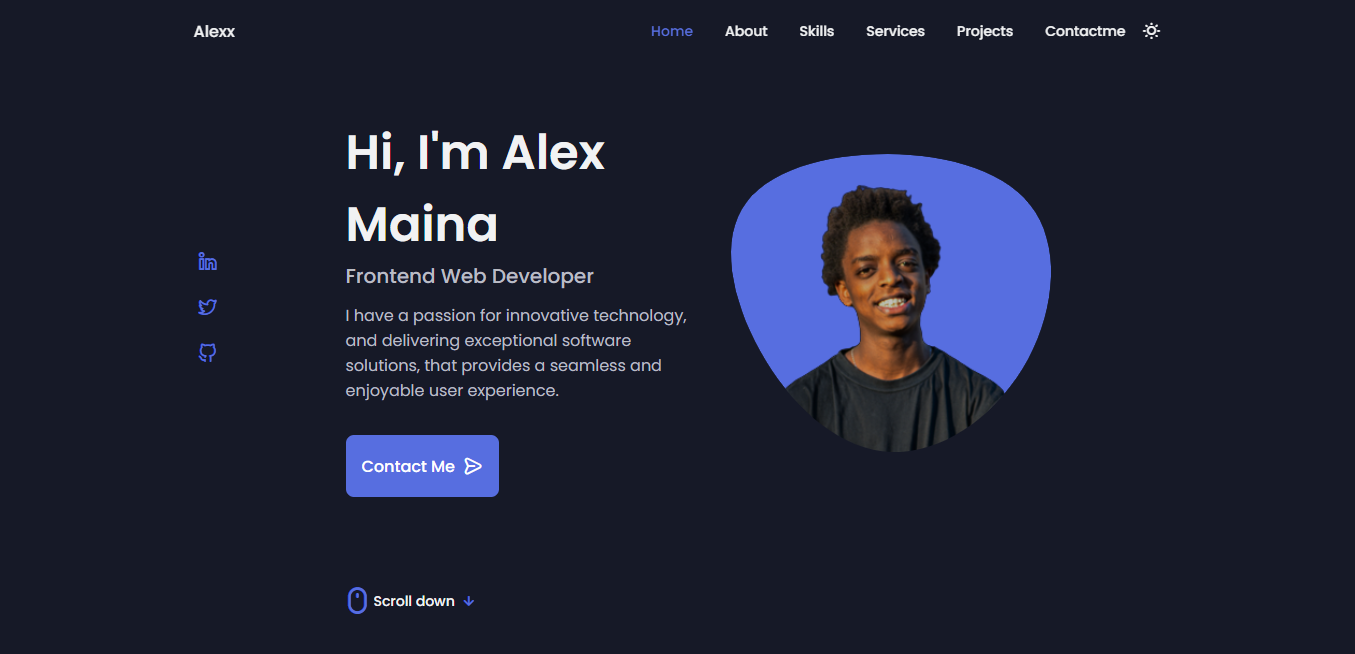 Alexx
Home About Skills Services Projects Contactme
Hi, I'm Alex
Maina
Frontend Web Developer
I have a passion for innovative technology,
and delivering exceptional software
solutions, that provides a seamless and
enjoyable user experience.
Contact Me
Scroll down